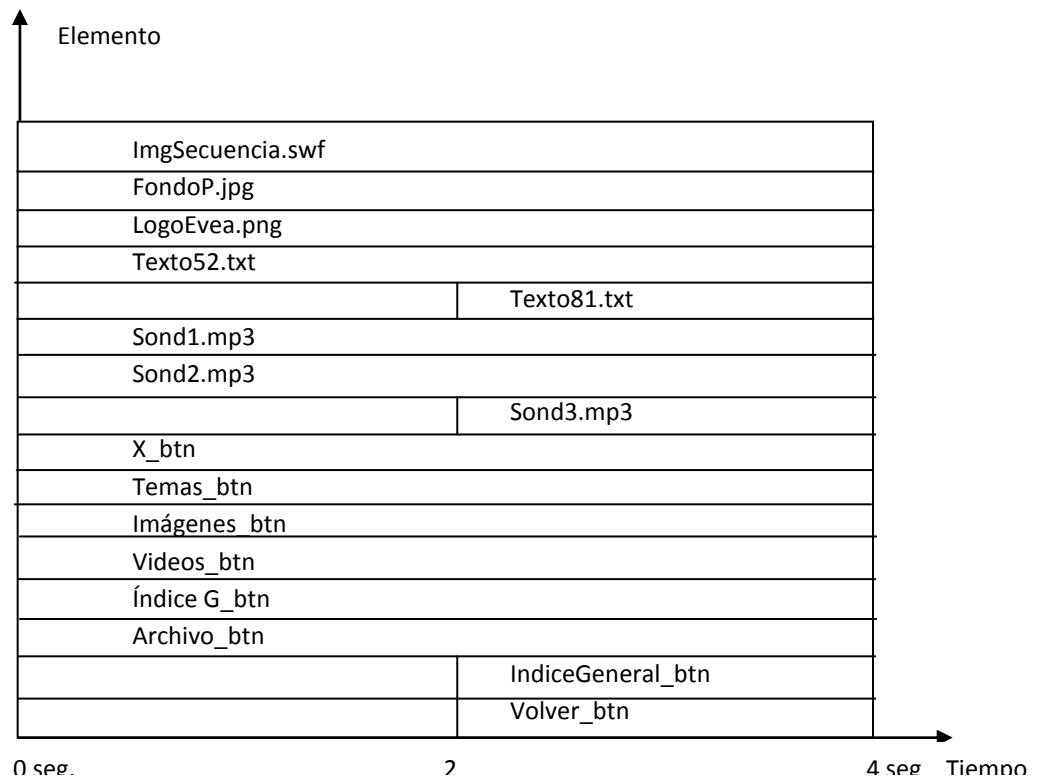 Elemento
ImgSecuencia.swf
FondoP.jpg
LogoEvea.png
Texto52.txt
Texto81.txt
Sond1.mp3
Sond2.mp3
Sond3.mp3
X_btn
Temas_btn
Imágenes_btn
Videos_btn
Índice G_btn
Archivo_btn
IndiceGeneral_btn
Volver_btn
0 seg. 2 4 seg Tiempo